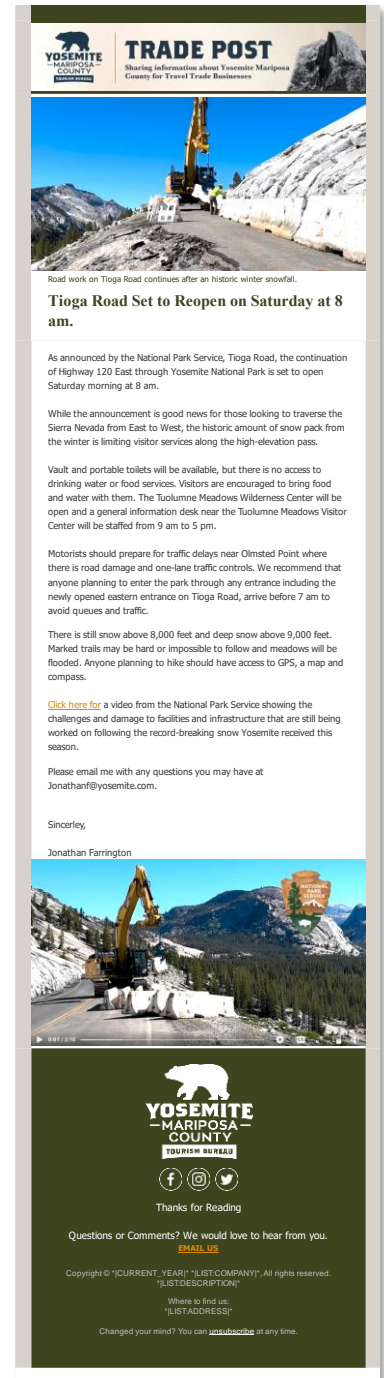 YOSEMITE
MARIPOSA
COUNTY
TOURISM BUREAU
TRADE POST
Sharing information about Yosemite Mariposa
County for Travel Trade Businesses
Road work on Tioga Road continues after an historic winter snowfall.
Tioga Road Set to Reopen on Saturday at 8
am.
As announced by the National Park Service, Tioga Road, the continuation
of Highway 120 East through Yosemite National Park is set to open
Saturday morning at 8 am.
While the announcement is good news for those looking to traverse the
Sierra Nevada from East to West, the historic amount of snow pack from
the winter is limiting visitor services along the high-elevation pass.
Vault and portable toilets will be available, but there is no access to
drinking water or food services. Visitors are encouraged to bring food
and water with them. The Tuolumne Meadows Wilderness Center will be
open and a general information desk near the Tuolumne Meadows Visitor
Center will be staffed from 9 am to 5 pm.
Motorists should prepare for traffic delays near Olmsted Point where
there is road damage and one-lane traffic controls. We recommend that
anyone planning to enter the park through any entrance including the
newly opened eastern entrance on Tioga Road, arrive before 7 am to
avoid queues and traffic.
There is still snow above 8,000 feet and deep snow above 9,000 feet.
Marked trails may be hard or impossible to follow and meadows will be
flooded. Anyone planning to hike should have access to GPS, a map and
compass.
Click here for a video from the National Park Service showing the
challenges and damage to facilities and infrastructure that are still being
worked on following the record-breaking snow Yosemite received this
season.
Please email me with any questions you may have at
Jonathanf@yosemite.com.
Sincerley,
Jonathan Farrington
NATIONAL
PARK
SERVICE
YOSEMITE
MARIPOSA
COUNTY
TOURISM BUREAU
Thanks for Reading
Questions or Comments? We would love to hear from you.
EMAIL US
Copyright © *|CURRENT_YEAR|* *|LIST:COMPANY|*, All rights reserved.
*|LIST:DESCRIPTION|*
Where to find us:
*|LIST:ADDRESS|*
Changed your mind? You can unsubscribe at any time.